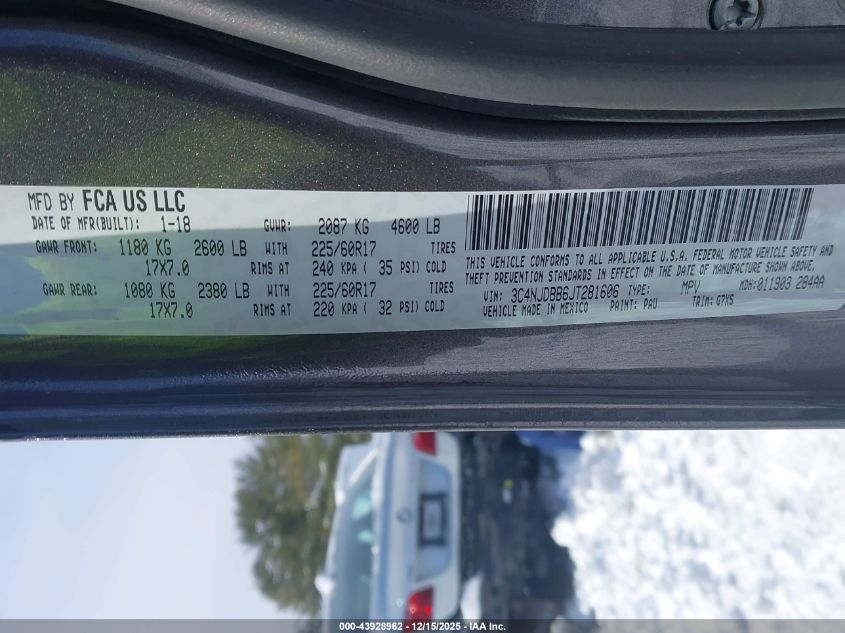 MFD BY FCA US LLC
DATE OF MFR(BUILT): 1-18 GVWR: 2087 KG 4600 LB
GAWR FRONT: 1180 KG 2600 LB WITH 225/60R17 TIRES
17X7.0 RIMS AT 240 KPA ( 35 PSI) COLD
GAWR REAR: 1080 KG 2380 LB WITH 225/60R17 TIRES
17X7.0 RIMS AT 220 KPA ( 32 PSI) COLD
THIS VEHICLE CONFORMS TO ALL APPLICABLE U.S.A. FEDERAL MOTOR VEHICLE SAFETY AND
THEFT PREVENTION STANDARDS IN EFFECT ON THE DATE OF MANUFACTURE SHOWN ABOVE.
VIN: 3C4NJDBB6JT281606 TYPE: MPV MDH:011903 284AA
VEHICLE MADE IN MEXICO PAINT: PAU TRIM: G7XS
000-43928962 - 12/15/2025 - IAA Inc.